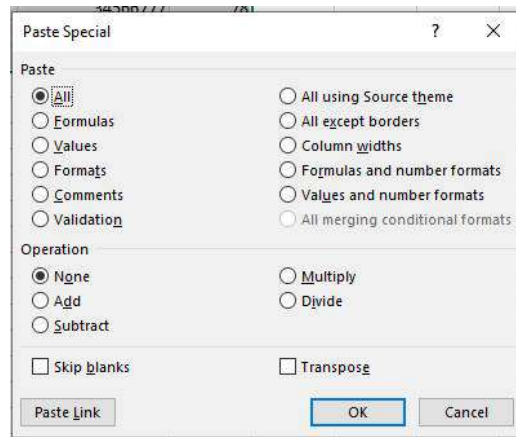 Paste Special ? X
Paste
All
Formulas
Values
Formats
Comments
Validation
All using Source theme
All except borders
Column widths
Formulas and number formats
Values and number formats
All merging conditional formats
Operation
None
Add
Subtract
Multiply
Divide
Skip blanks
Transpose
Paste Link
OK
Cancel